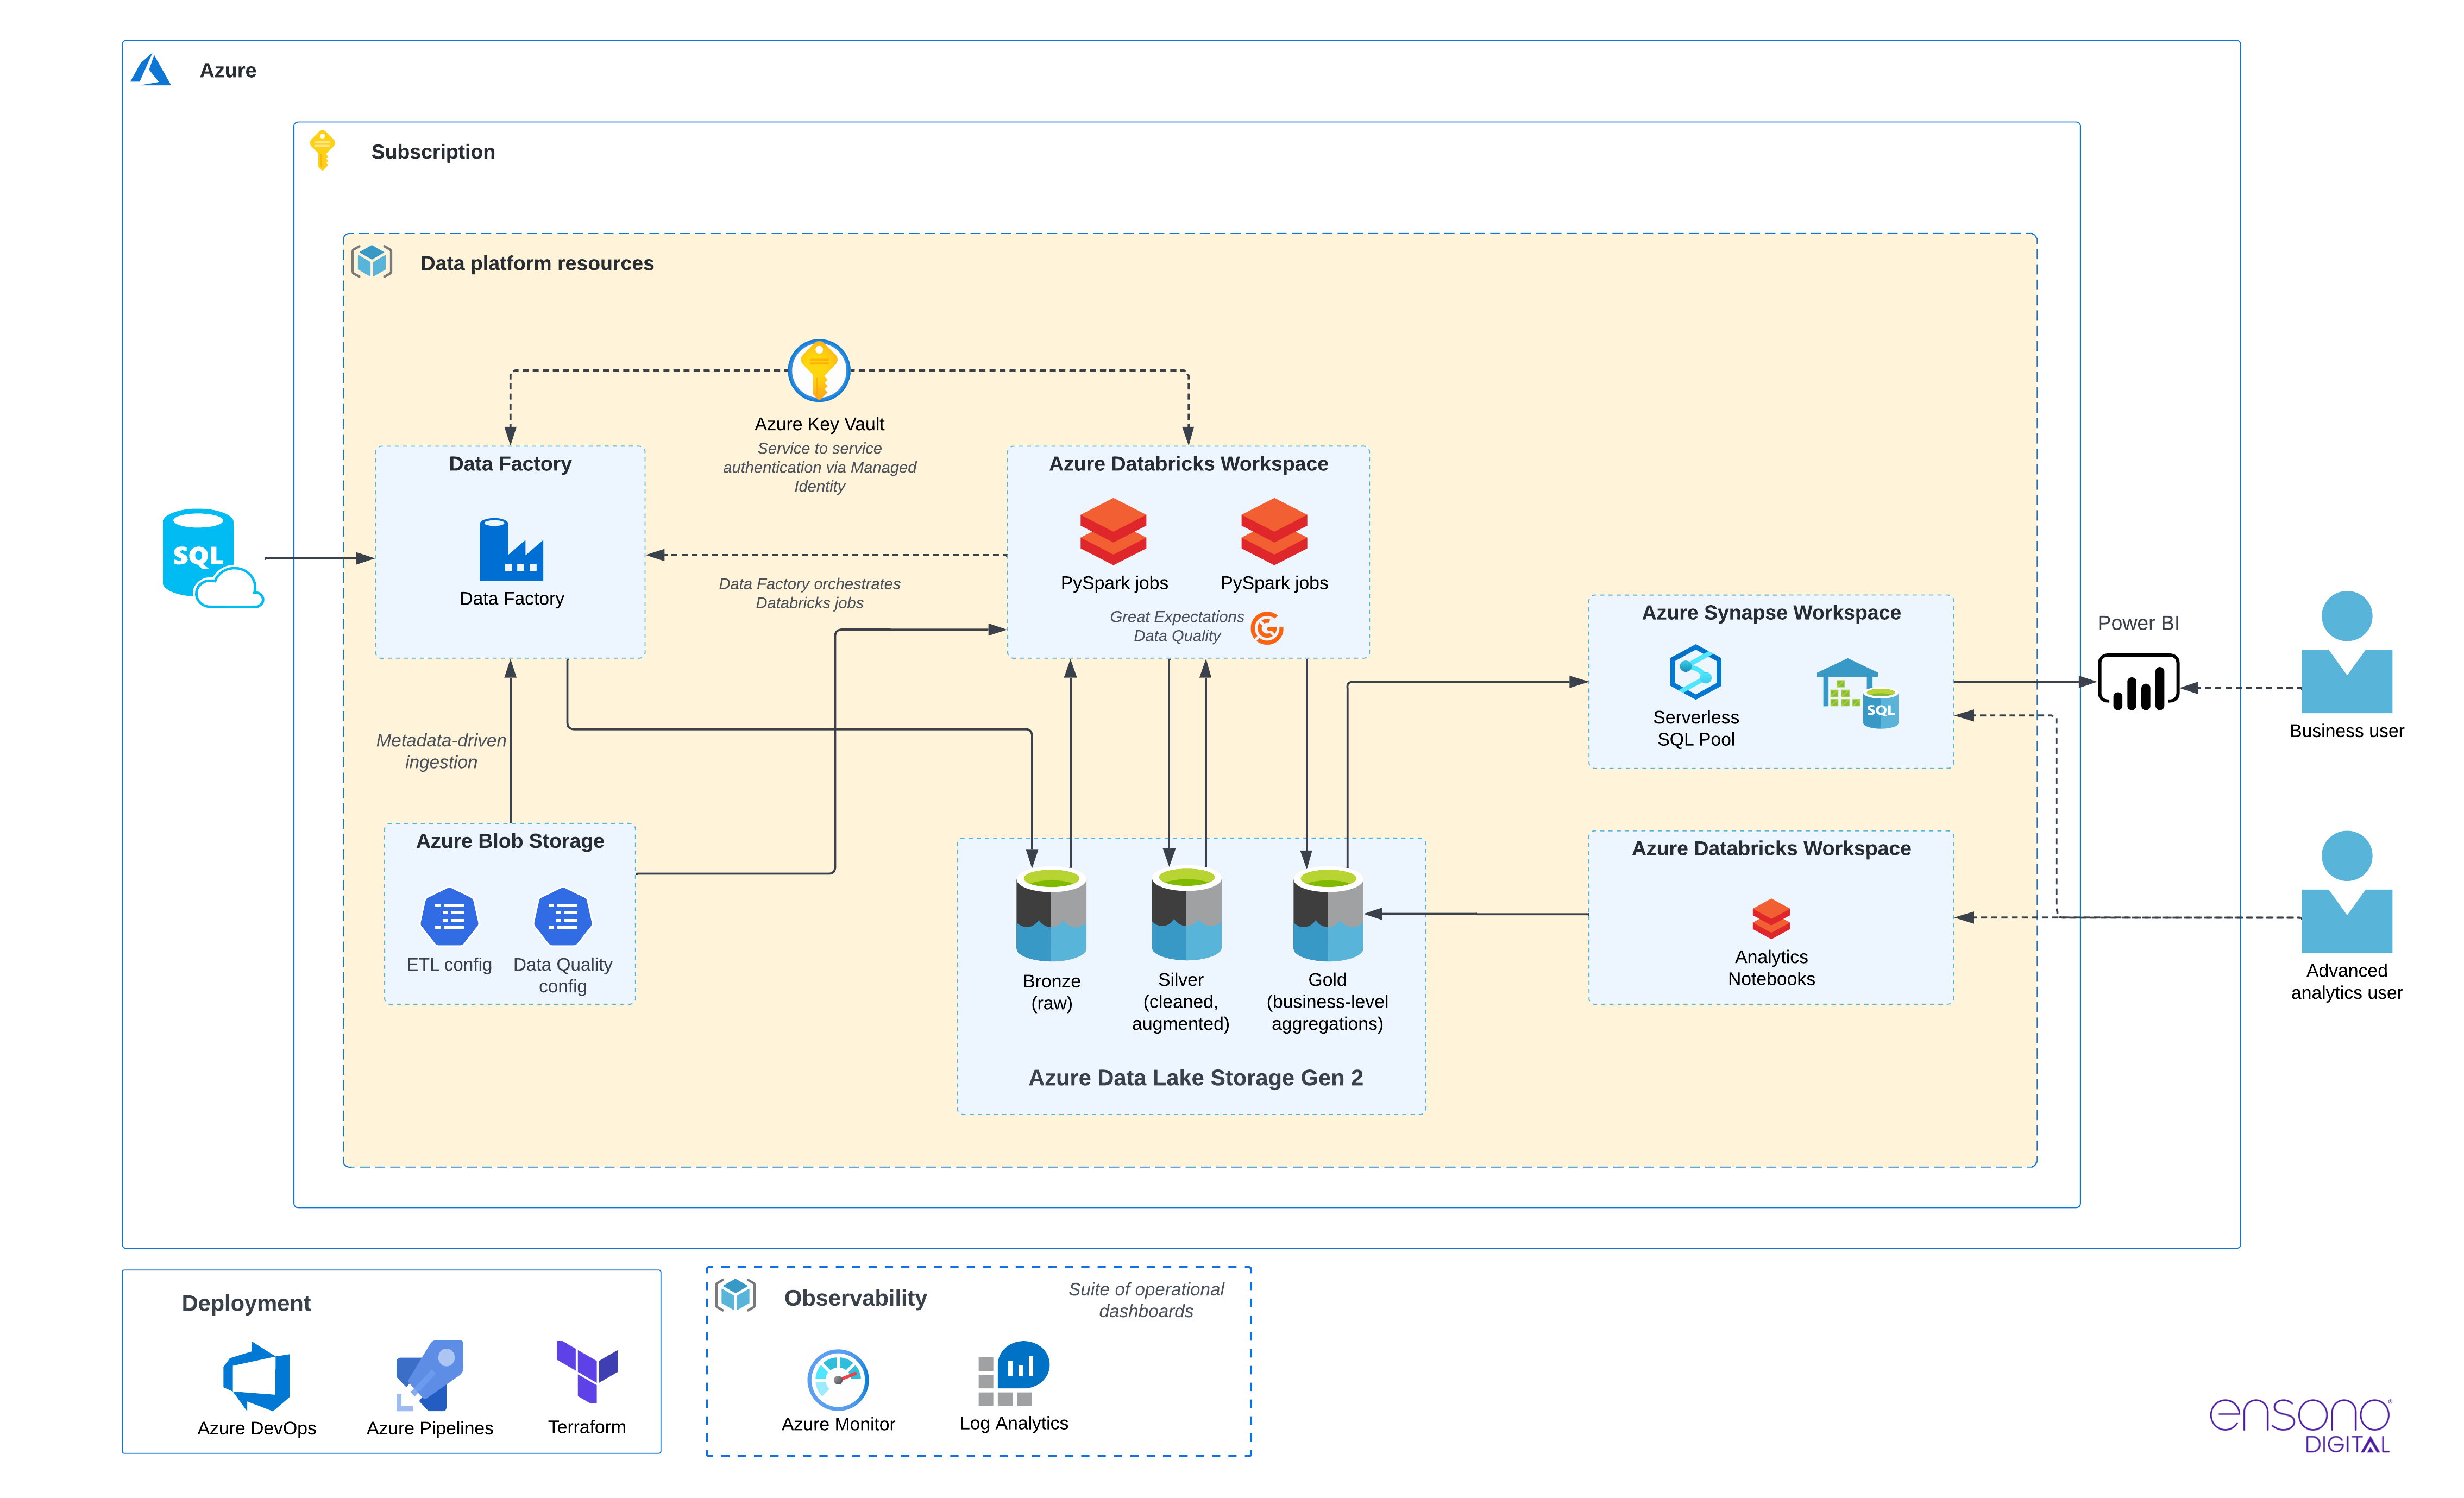 Azure
Subscription
Data platform resources
Azure Key Vault
Service to service
authentication via Managed
Identity
Data Factory
Data Factory
SQL
Data Factory orchestrates
Databricks jobs
Azure Databricks Workspace
PySpark jobs
PySpark jobs
Great Expectations
Data Quality
Metadata-driven
ingestion
Azure Blob Storage
ETL config
Data Quality
config
Bronze
(raw)
Silver
(cleaned,
augmented)
Gold
(business-level
aggregations)
Azure Data Lake Storage Gen 2
Azure Synapse Workspace
Serverless
SQL Pool
SQL
Azure Databricks Workspace
Analytics
Notebooks
Power BI
Business user
Advanced
analytics user
Deployment
Azure DevOps
Azure Pipelines
Terraform
Observability
Suite of operational
dashboards
Azure Monitor
Log Analytics
ensono®
DIGITAL